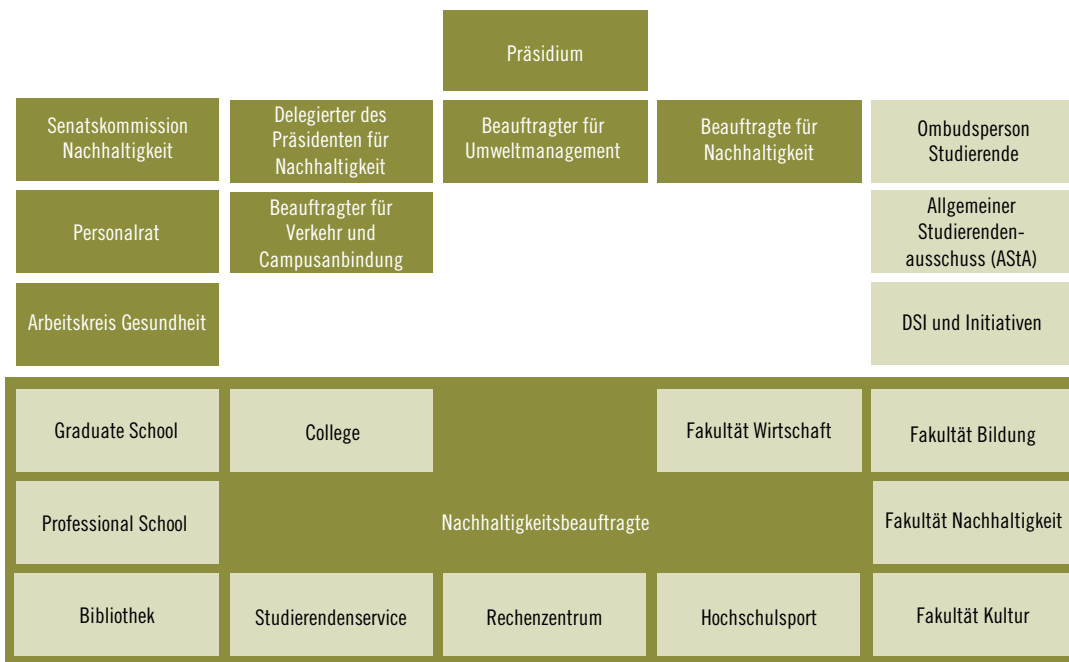 Präsidium
Senatskommission
Nachhaltigkeit
Delegierter des
Präsidenten für
Nachhaltigkeit
Beauftragter für
Umweltmanagement
Beauftragte für
Nachhaltigkeit
Ombudsperson
Studierende
Personalrat
Beauftragter für
Verkehr und
Campusanbindung
Allgemeiner
Studierenden-
ausschuss (AStA)
Arbeitskreis Gesundheit
DSI und Initiativen
Graduate School
College
Fakultät Wirtschaft
Fakultät Bildung
Professional School
Nachhaltigkeitsbeauftragte
Fakultät Nachhaltigkeit
Bibliothek
Studierendenservice
Rechenzentrum
Hochschulsport
Fakultät Kultur